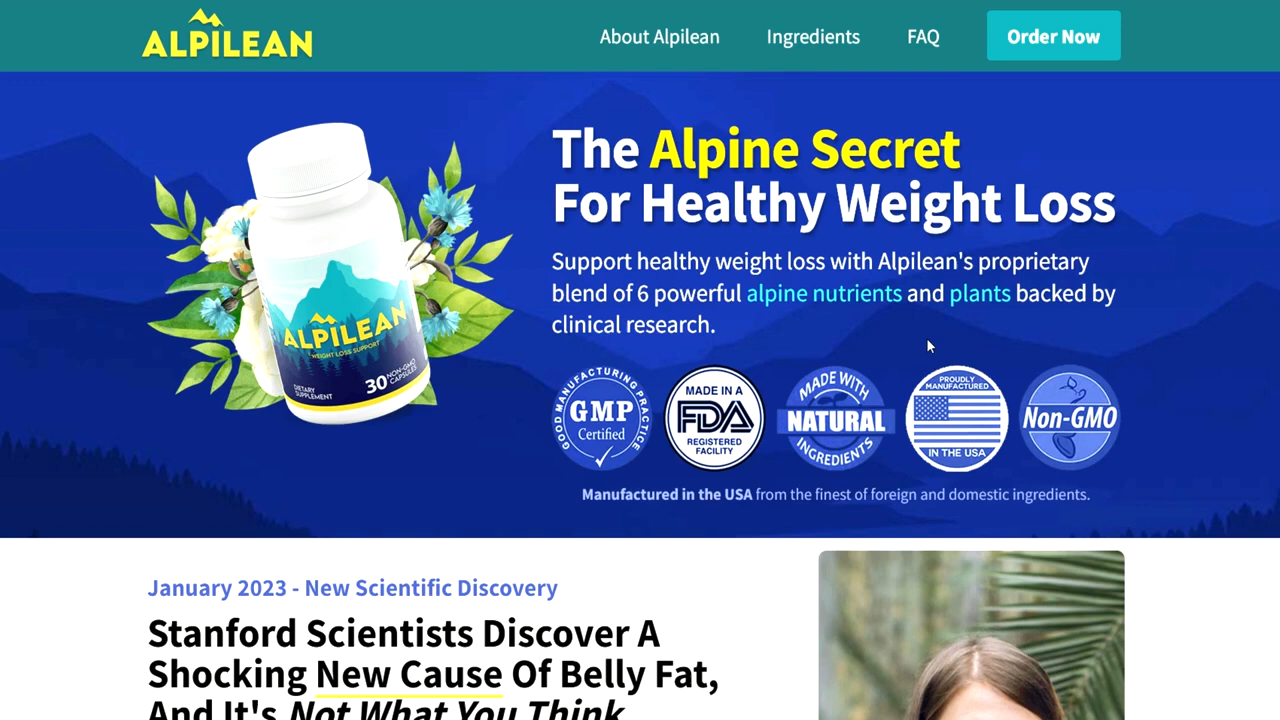 ALPILEAN
About Alpilean
Ingredients
FAQ
Order Now
The Alpine Secret
For Healthy Weight Loss
Support healthy weight loss with Alpilean's proprietary
blend of 6 powerful alpine nutrients and plants backed by
clinical research.
ALPILEAN
WEIGHT LOSS SUPPORT
DIETARY
SUPPLEMENT
30 NON-GMO
CAPSULES
GOOD MANUFACTURING PRACTICE
GMP
Certified
MADE IN A
FDA
REGISTERED
FACILITY
MADE WITH
NATURAL
INGREDIENTS
PROUDLY
MANUFACTURED
IN THE USA
Non-GMO
Manufactured in the USA from the finest of foreign and domestic ingredients.
January 2023 - New Scientific Discovery
Stanford Scientists Discover A
Shocking New Cause Of Belly Fat,
And It's Not What You Think